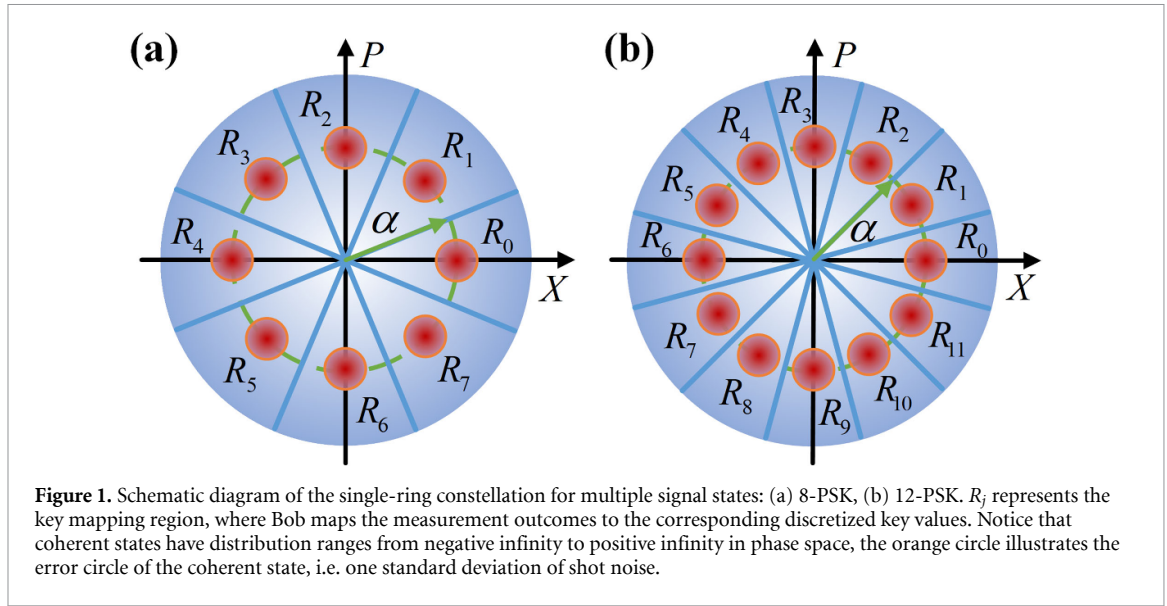 (a)
P
R2
R3
R1
α
R4
R0
X
R5
R7
R6
(b)
P
R3
R4
R2
R5
R1
α
R6
R0
X
R7
R11
R8
R10
R9
Figure 1. Schematic diagram of the single-ring constellation for multiple signal states: (a) 8-PSK, (b) 12-PSK. Rj represents the
key mapping region, where Bob maps the measurement outcomes to the corresponding discretized key values. Notice that
coherent states have distribution ranges from negative infinity to positive infinity in phase space, the orange circle illustrates the
error circle of the coherent state, i.e. one standard deviation of shot noise.